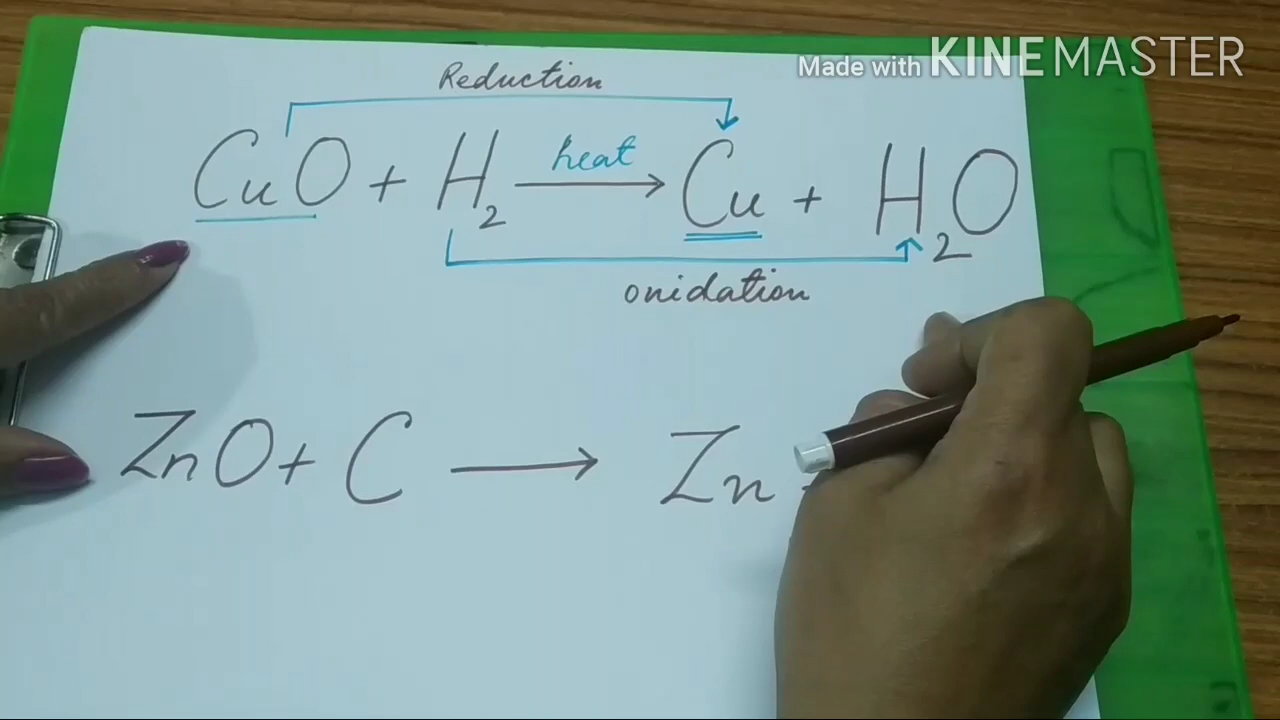 Made with KINEMASTER
Reduction
CuO + H₂ heat → Cu + H₂O
onidation
ZnO + C → Zn